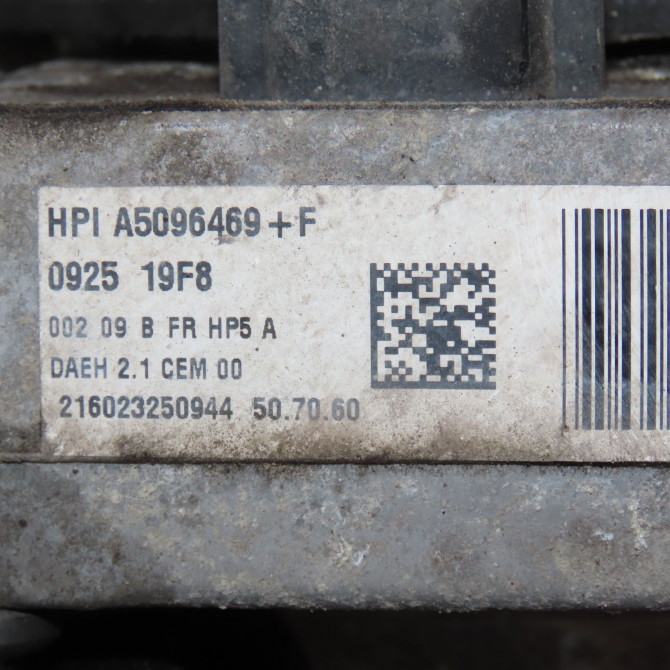 HPI A5096469+F
0925 19F8
002 09 B FR HP5 A
DAEH 2.1 CEM 00
216023250944 50.70.60